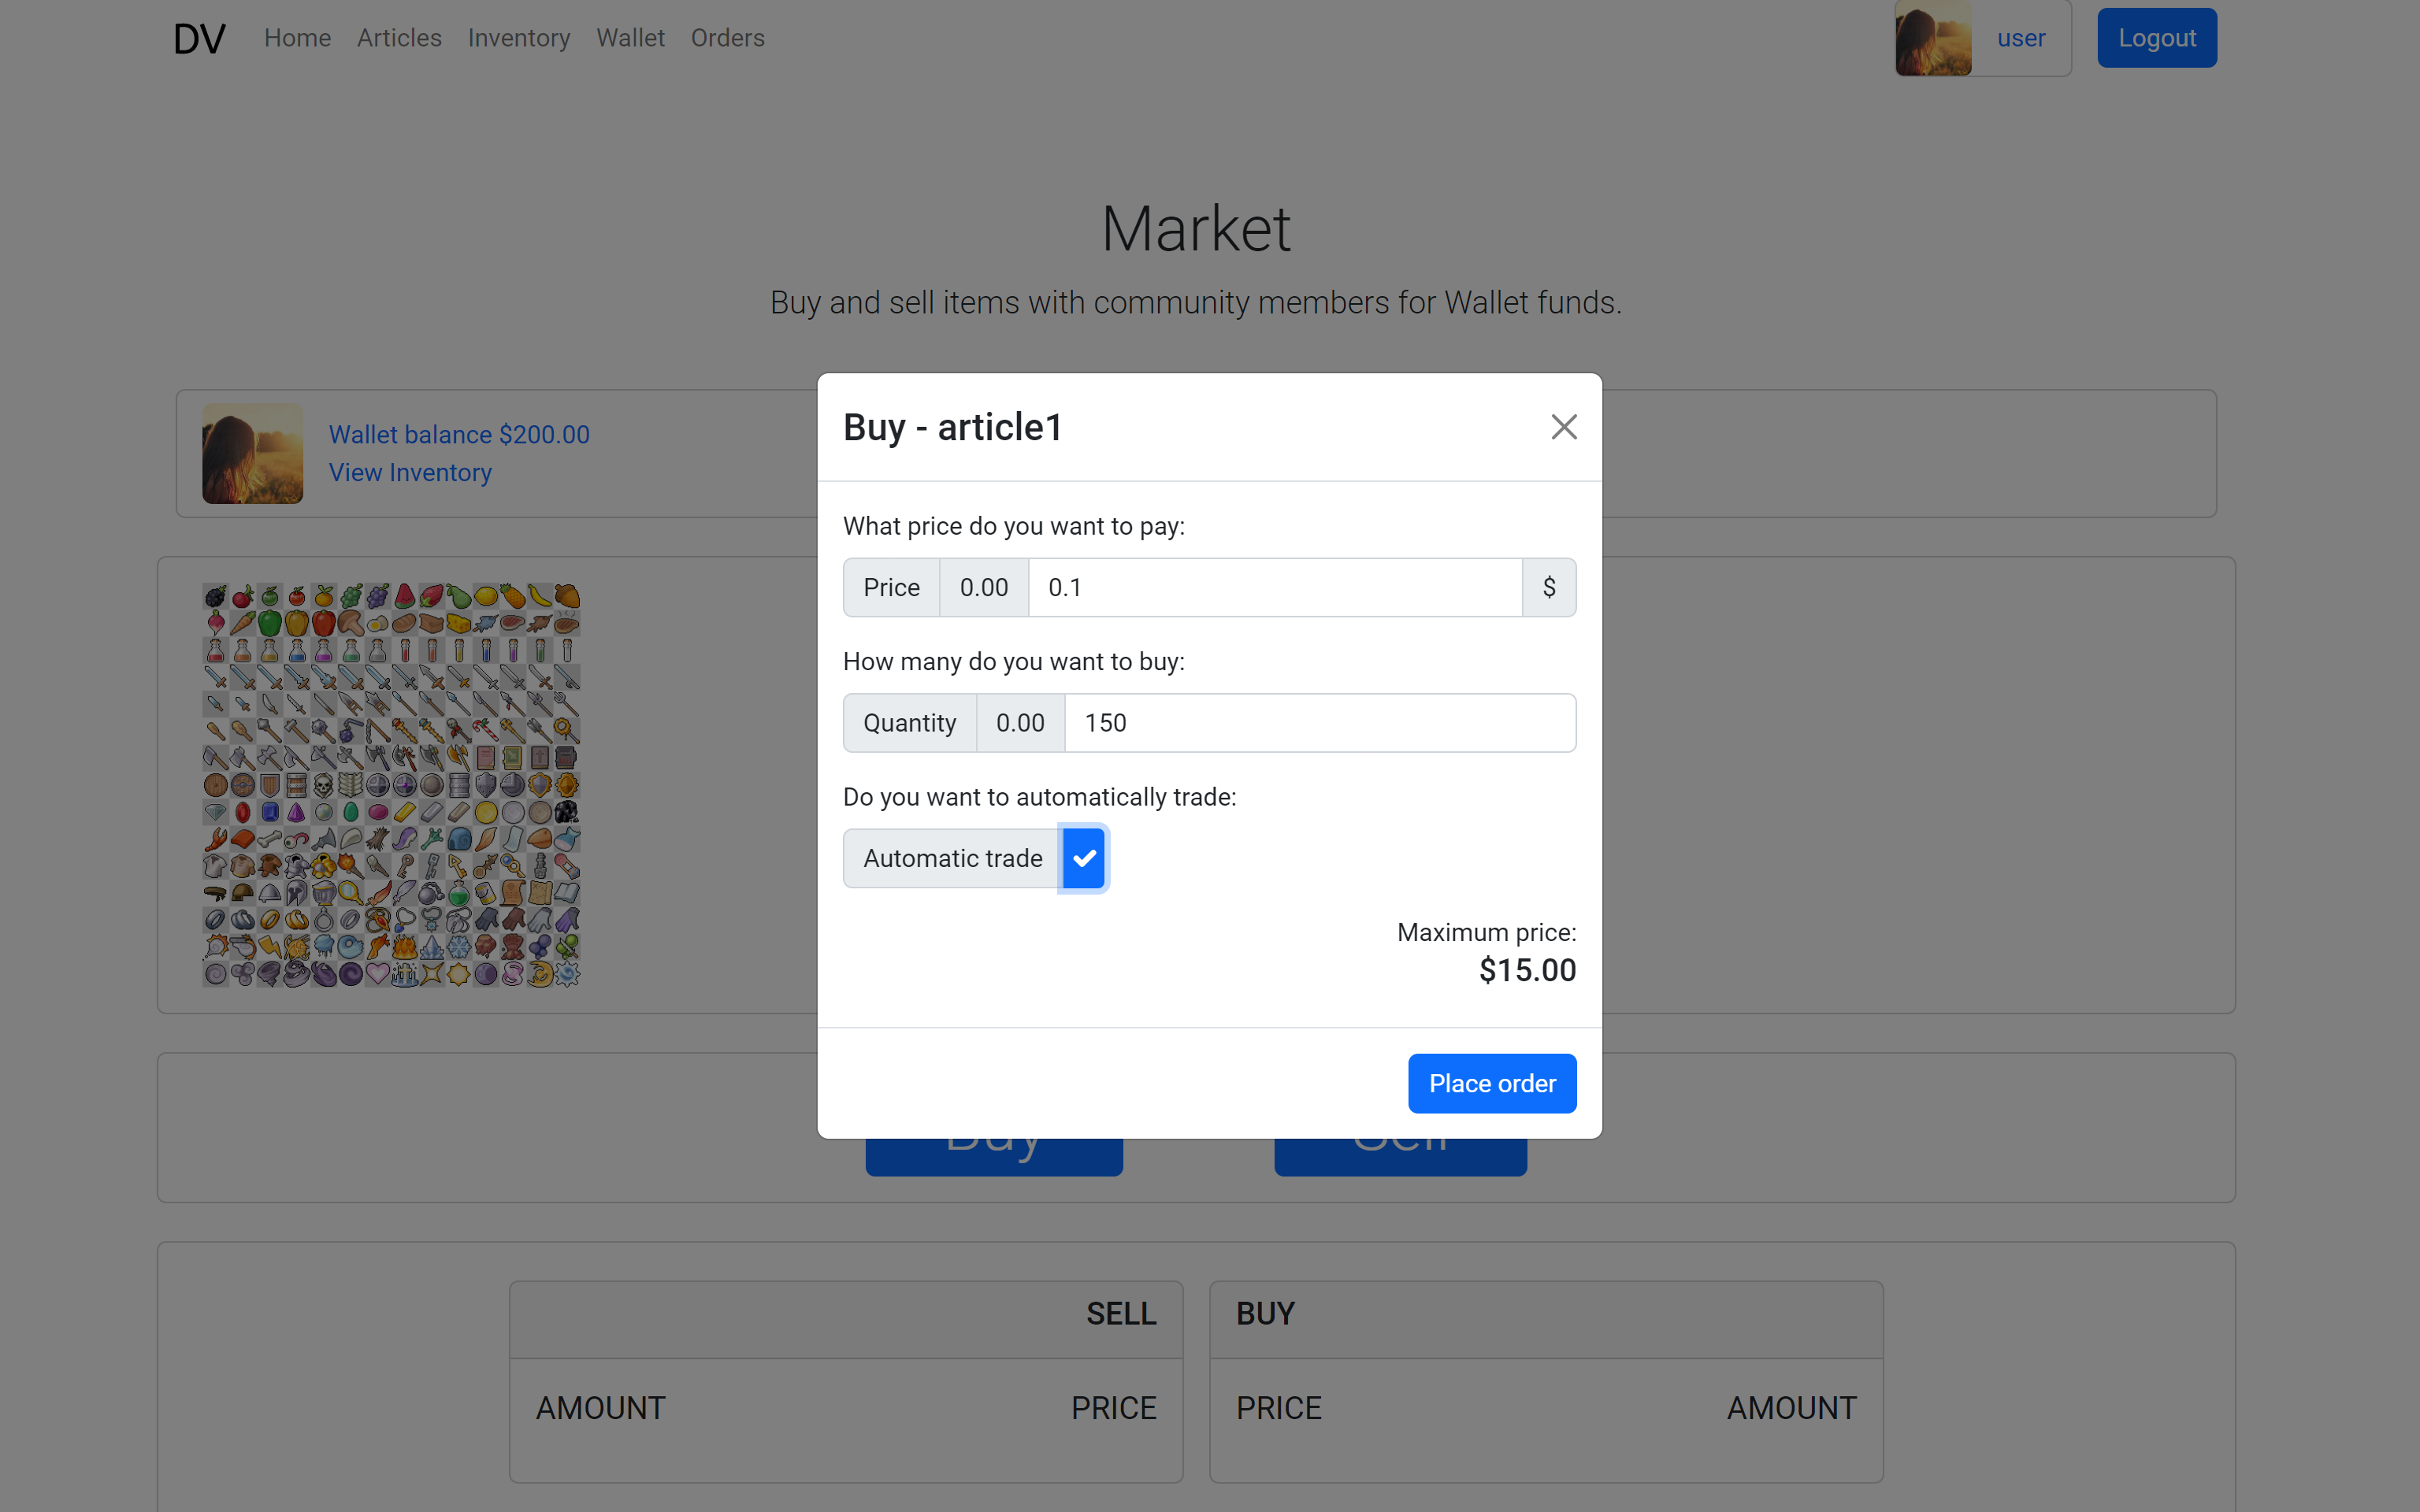 DV Home Articles Inventory Wallet Orders user Logout
Market
Buy and sell items with community members for Wallet funds.
Wallet balance $200.00
View Inventory
Buy - article1
What price do you want to pay:
Price 0.00 0.1 $
How many do you want to buy:
Quantity 0.00 150
Do you want to automatically trade:
Automatic trade
Maximum price:
$15.00
Place order
Buy Sell
SELL BUY
AMOUNT PRICE PRICE AMOUNT